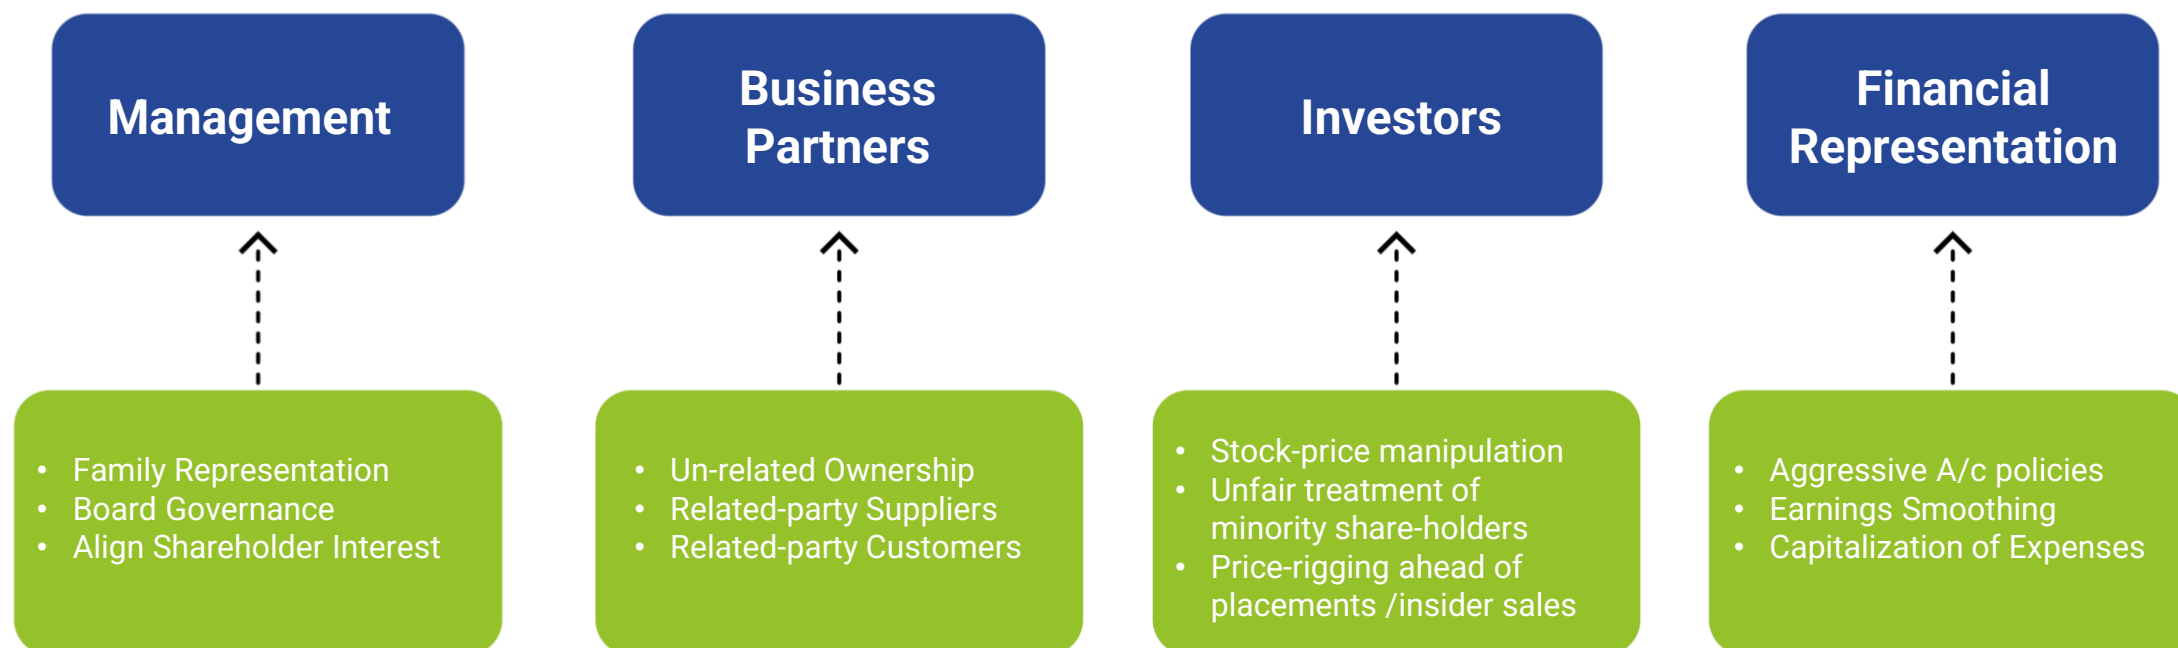 Management
Business
Partners
Investors
Financial
Representation
• Family Representation
• Board Governance
• Align Shareholder Interest
• Un-related Ownership
• Related-party Suppliers
• Related-party Customers
• Stock-price manipulation
• Unfair treatment of
minority share-holders
• Price-rigging ahead of
placements /insider sales
• Aggressive A/c policies
• Earnings Smoothing
• Capitalization of Expenses